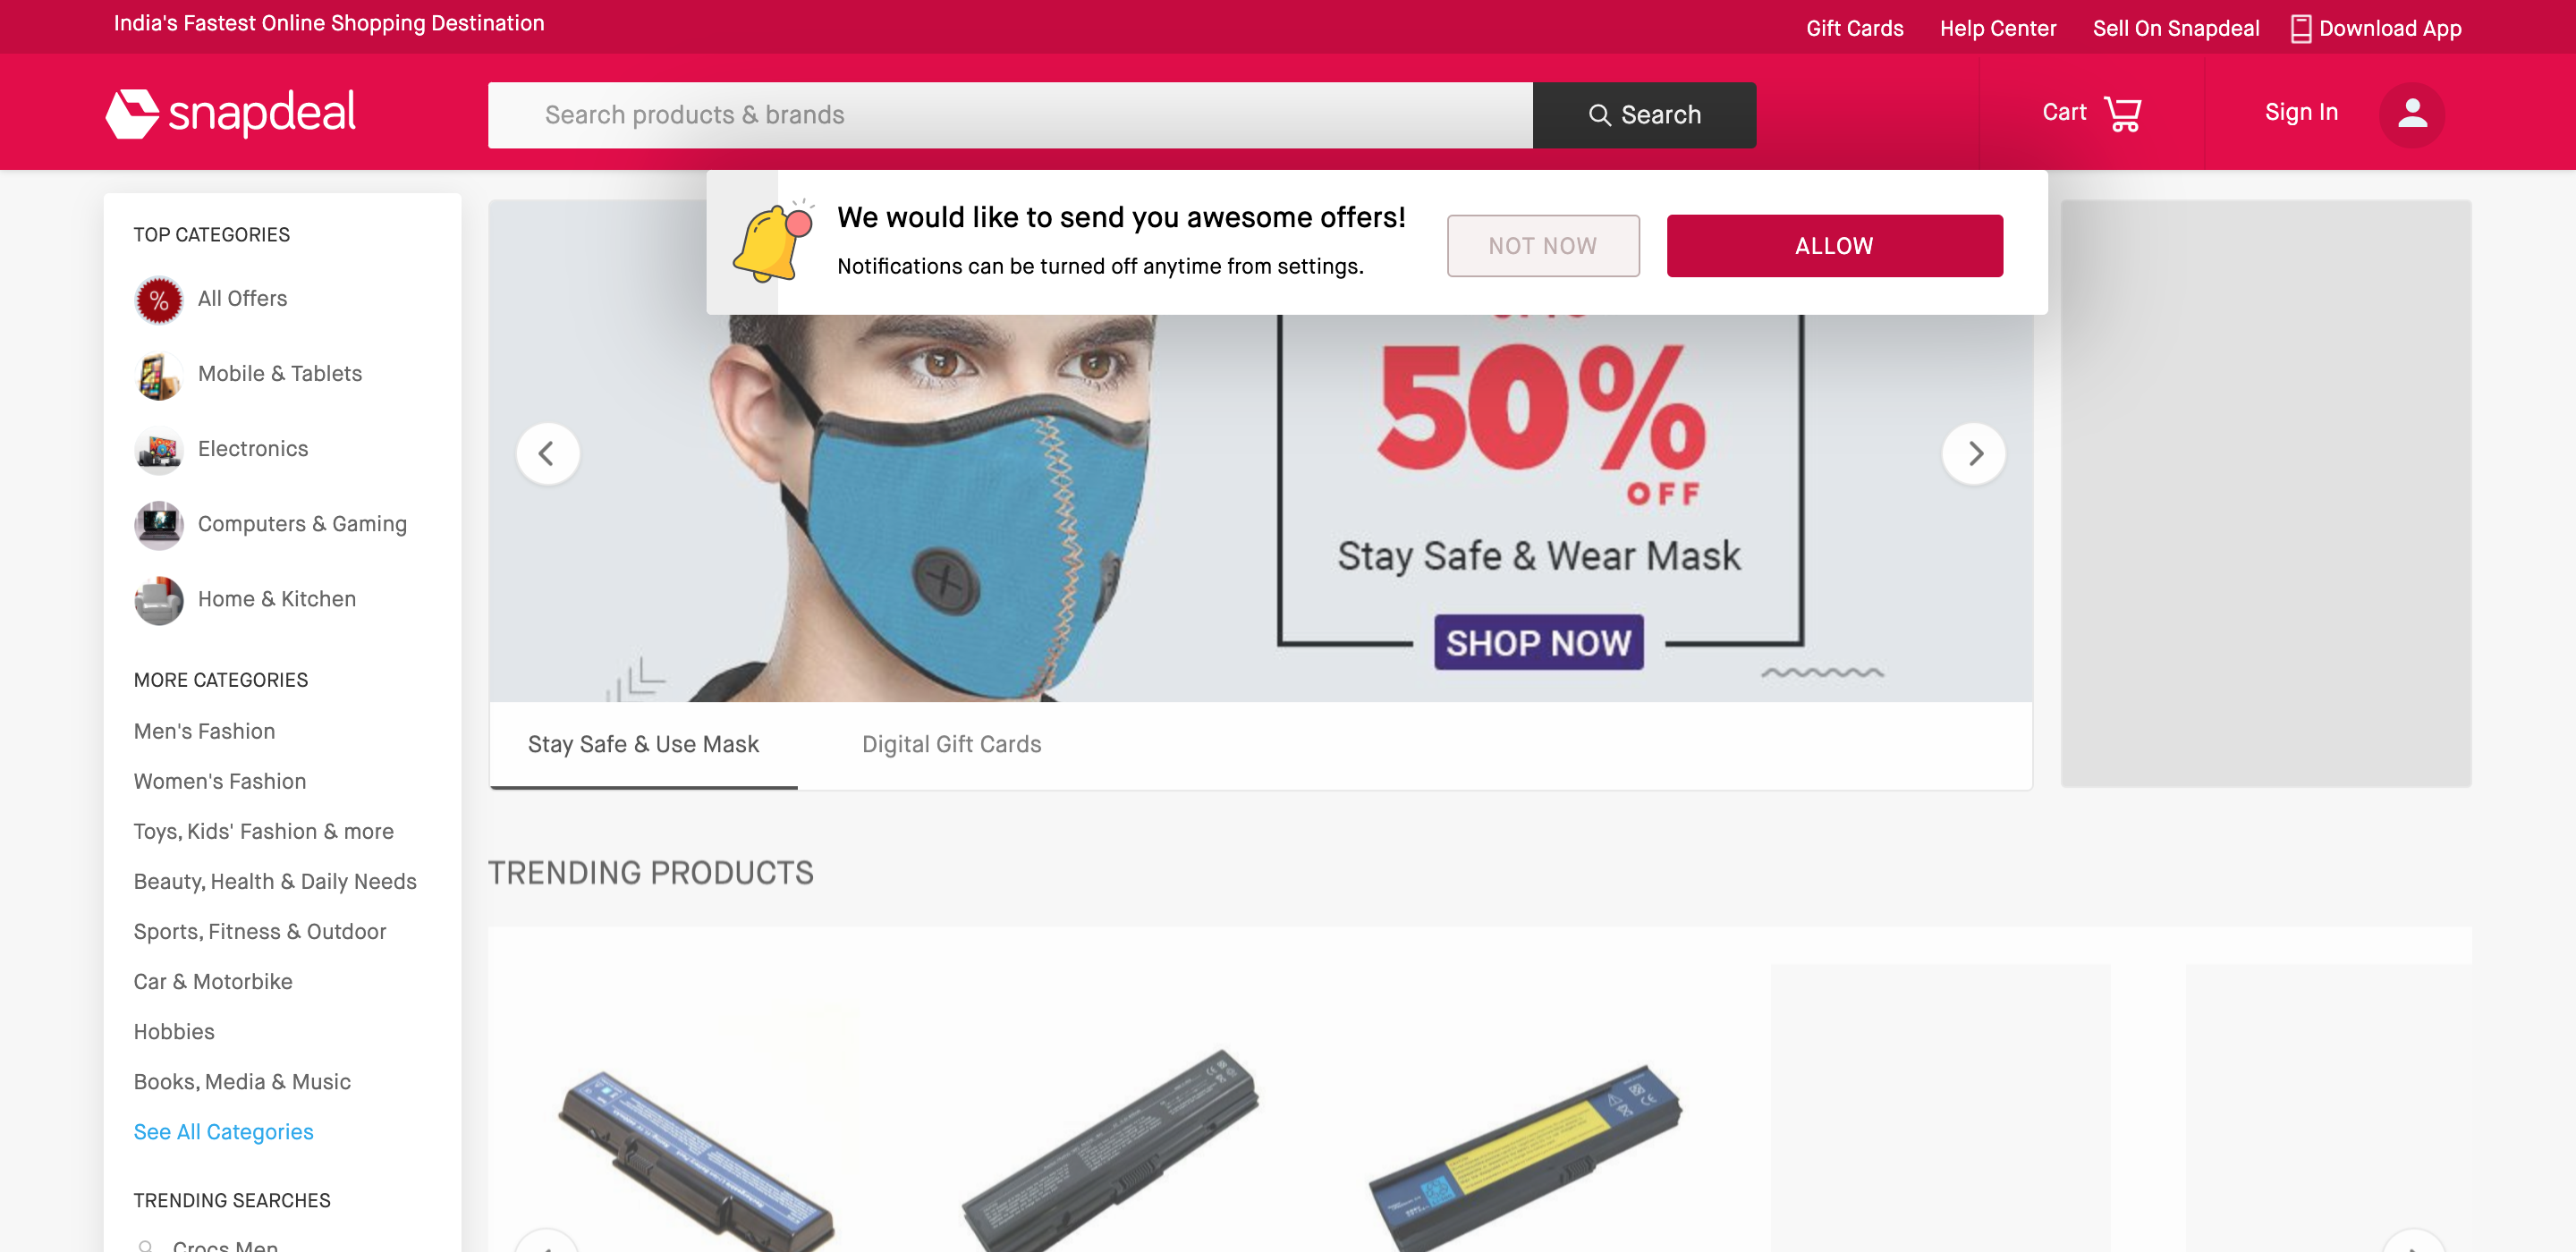 India's Fastest Online Shopping Destination
Gift Cards
Help Center
Sell On Snapdeal
Download App
snapdeal
Search products & brands
Search
Cart
Sign In
We would like to send you awesome offers!
Notifications can be turned off anytime from settings.
NOT NOW
ALLOW
TOP CATEGORIES
% All Offers
Mobile & Tablets
Electronics
Computers & Gaming
Home & Kitchen
MORE CATEGORIES
Men's Fashion
Women's Fashion
Toys, Kids' Fashion & more
Beauty, Health & Daily Needs
Sports, Fitness & Outdoor
Car & Motorbike
Hobbies
Books, Media & Music
See All Categories
TRENDING SEARCHES
Crocs Men
50%
OFF
Stay Safe & Wear Mask
SHOP NOW
Stay Safe & Use Mask
Digital Gift Cards
TRENDING PRODUCTS